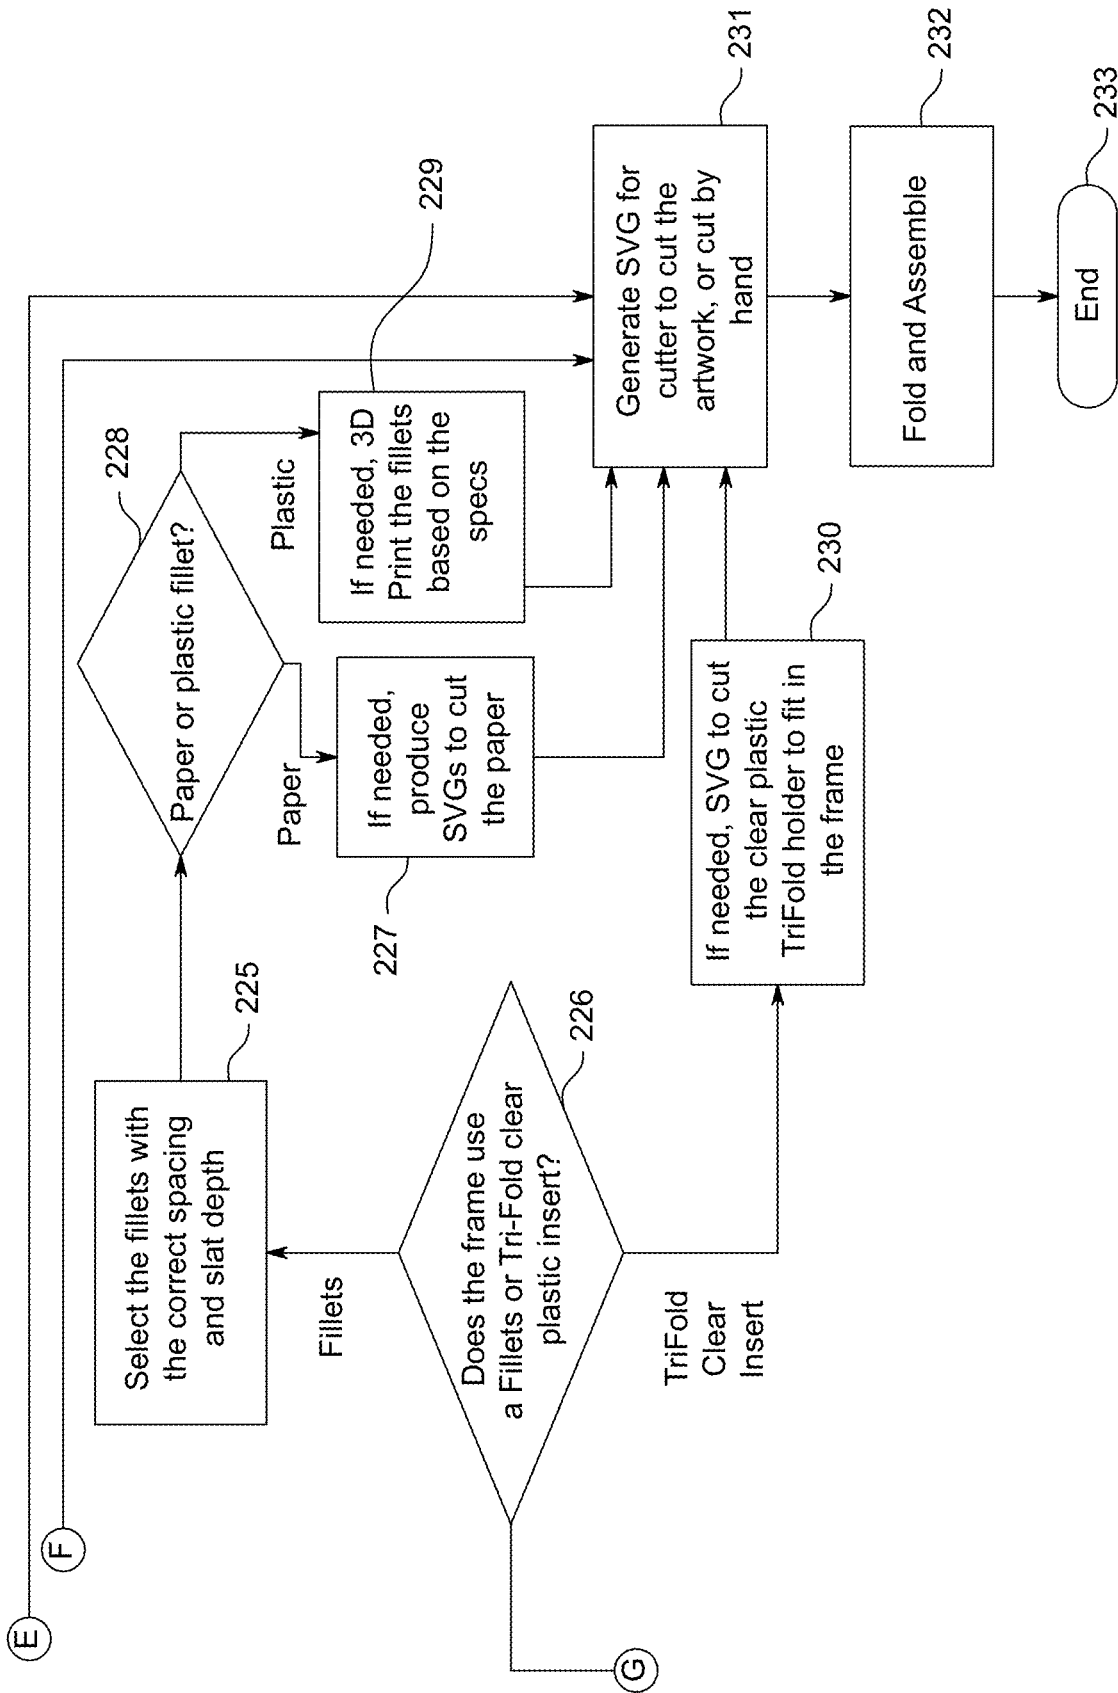 E
F
Select the fillets with
the correct spacing
and slat depth
225
Paper or plastic fillet?
228
Fillets
Paper
Plastic
If needed, 3D
Print the fillets
based on the
specs
229
If needed,
produce
SVGs to cut
the paper
227
Does the frame use
a Fillets or Tri-Fold clear
plastic insert?
226
G
TriFold
Clear
Insert
If needed, SVG to cut
the clear plastic
TriFold holder to fit in
the frame
230
Generate SVG for
cutter to cut the
artwork, or cut by
hand
231
Fold and Assemble
232
End
233